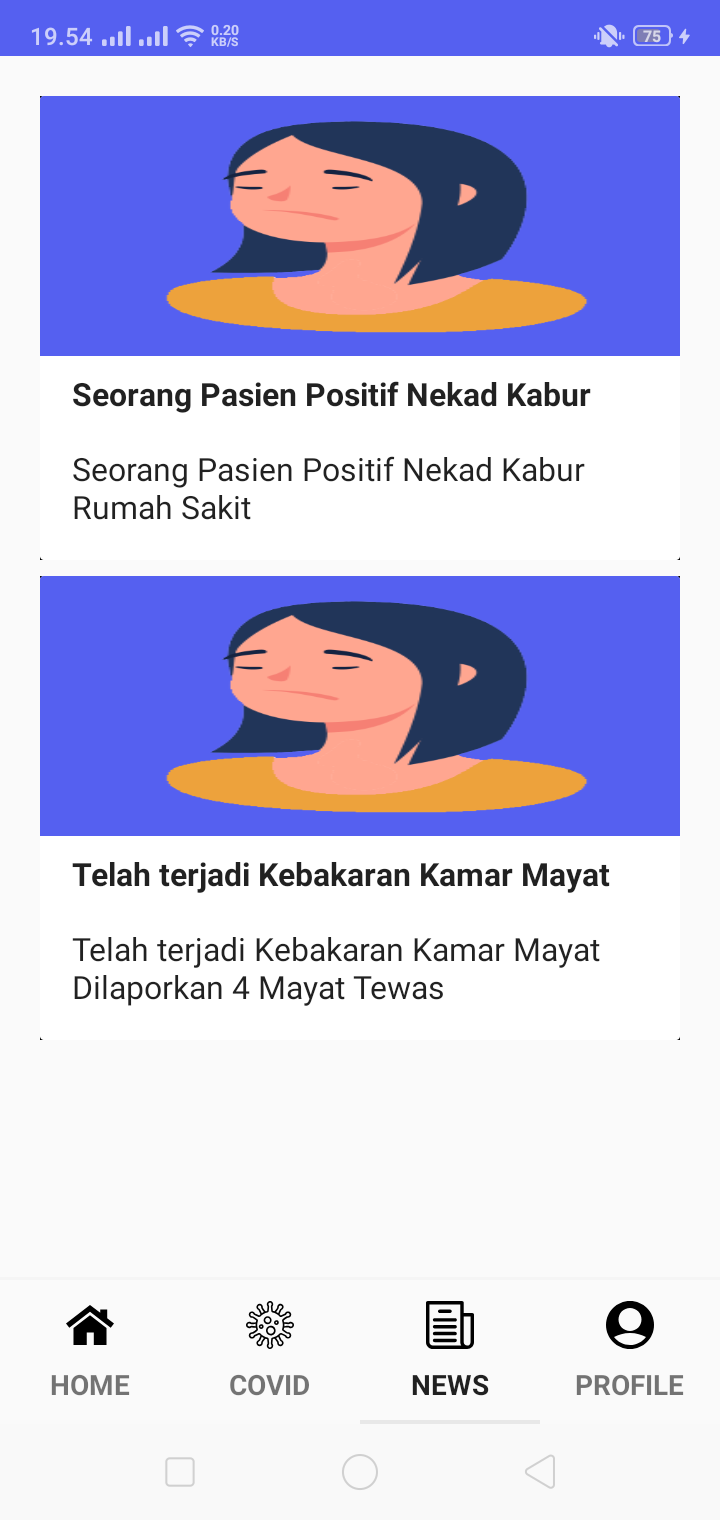 19.54
0.20
KB/S
75
Seorang Pasien Positif Nekad Kabur
Seorang Pasien Positif Nekad Kabur
Rumah Sakit
Telah terjadi Kebakaran Kamar Mayat
Telah terjadi Kebakaran Kamar Mayat
Dilaporkan 4 Mayat Tewas
HOME
COVID
NEWS
PROFILE